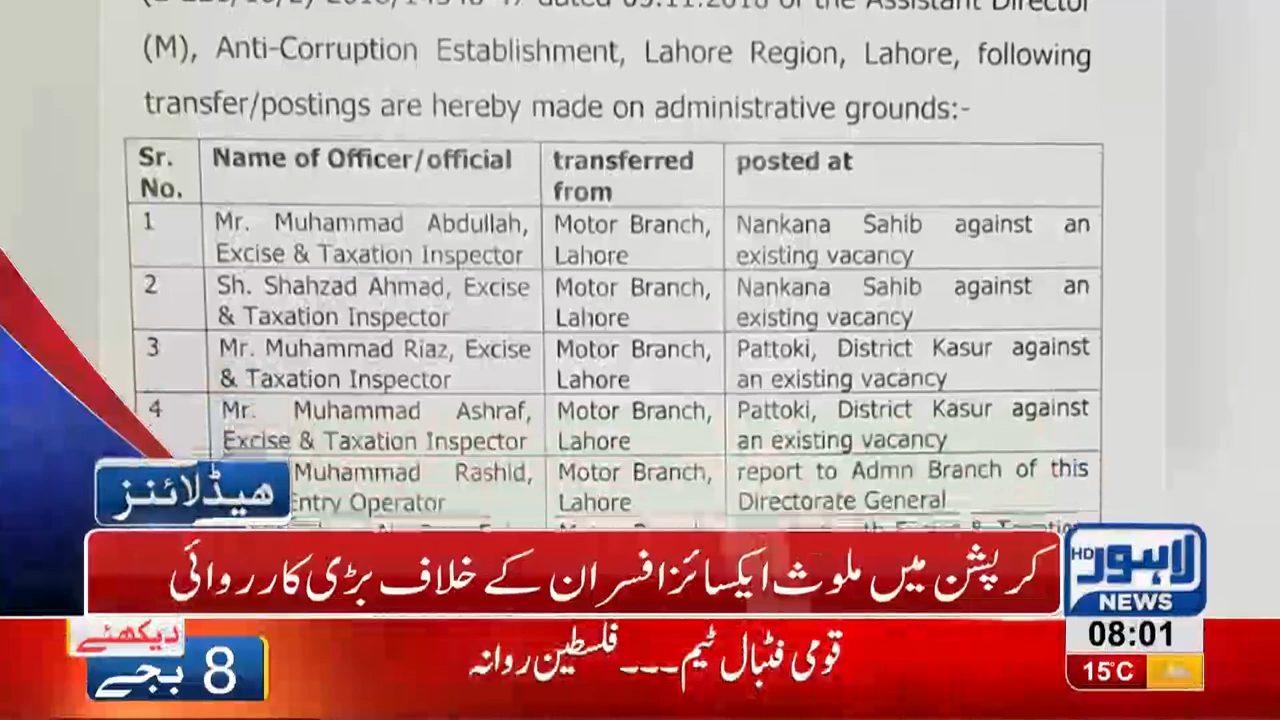 (M), Anti-Corruption Establishment, Lahore Region, Lahore, following
transfer/postings are hereby made on administrative grounds:-
Sr. No. Name of Officer/official transferred from posted at
1 Mr. Muhammad Abdullah, Excise & Taxation Inspector Motor Branch, Lahore Nankana Sahib against an existing vacancy
2 Sh. Shahzad Ahmad, Excise & Taxation Inspector Motor Branch, Lahore Nankana Sahib against an existing vacancy
3 Mr. Muhammad Riaz, Excise & Taxation Inspector Motor Branch, Lahore Pattoki, District Kasur against an existing vacancy
4 Mr. Muhammad Ashraf, Excise & Taxation Inspector Motor Branch, Lahore Pattoki, District Kasur against an existing vacancy
Muhammad Rashid, Entry Operator Motor Branch, Lahore report to Admn Branch of this Directorate General
ھیڈلائنز
کرپشن میں ملوث ایکسائز افسران کے خلاف بڑی کارروائی
لاہور HD
NEWS
دیکھئے
8 بجے
قومی فٹبال ٹیم۔۔۔ فلسطین روانہ
08:01
15°C